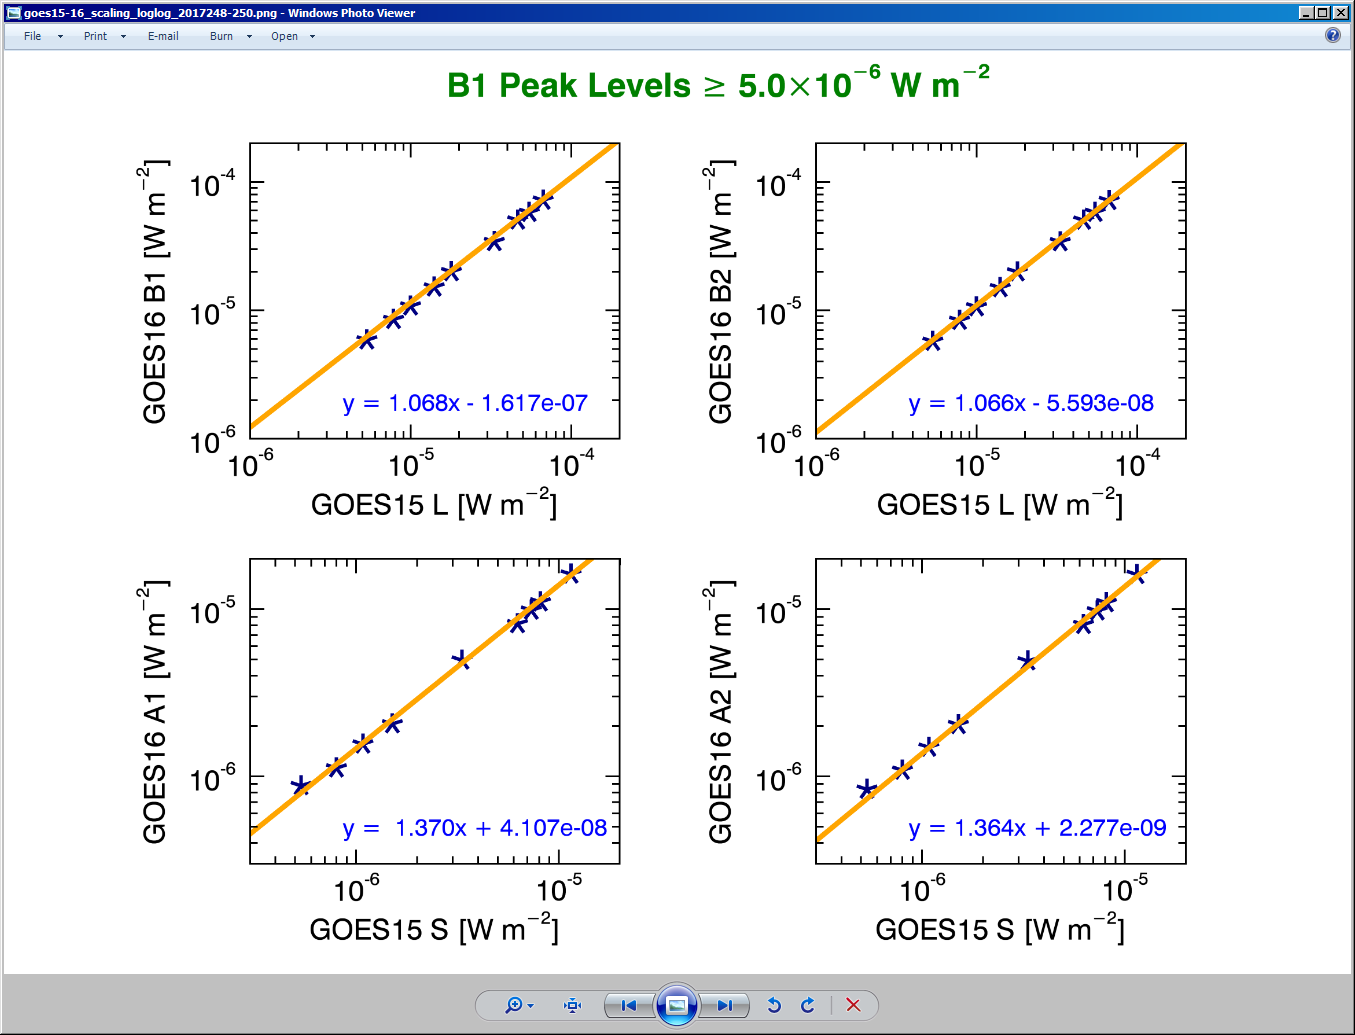 goes15-16_scaling_loglog_2017248-250.png - Windows Photo Viewer
File Print E-mail Burn Open
B1 Peak Levels ≥ 5.0×10⁻⁶ W m⁻²
GOES16 B1 [W m⁻²]
10⁻⁴
10⁻⁵
10⁻⁶
y = 1.068x - 1.617e-07
10⁻⁶ 10⁻⁵ 10⁻⁴
GOES15 L [W m⁻²]
GOES16 B2 [W m⁻²]
10⁻⁴
10⁻⁵
10⁻⁶
y = 1.066x - 5.593e-08
10⁻⁶ 10⁻⁵ 10⁻⁴
GOES15 L [W m⁻²]
GOES16 A1 [W m⁻²]
10⁻⁵
10⁻⁶
y = 1.370x + 4.107e-08
10⁻⁶ 10⁻⁵
GOES15 S [W m⁻²]
GOES16 A2 [W m⁻²]
10⁻⁵
10⁻⁶
y = 1.364x + 2.277e-09
10⁻⁶ 10⁻⁵
GOES15 S [W m⁻²]